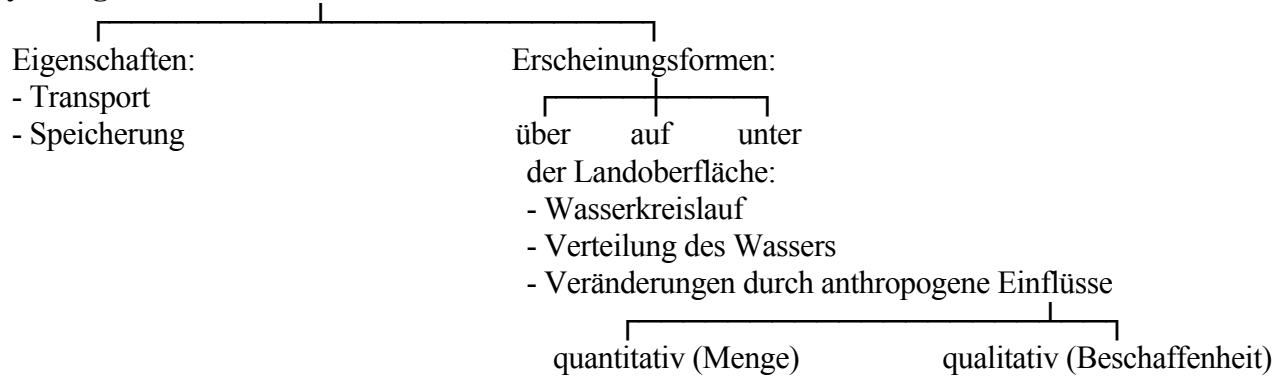 Eigenschaften:
Erscheinungsformen:
- Transport
- Speicherung
über auf unter
der Landoberfläche:
- Wasserkreislauf
- Verteilung des Wassers
- Veränderungen durch anthropogene Einflüsse
quantitativ (Menge) qualitativ (Beschaffenheit)